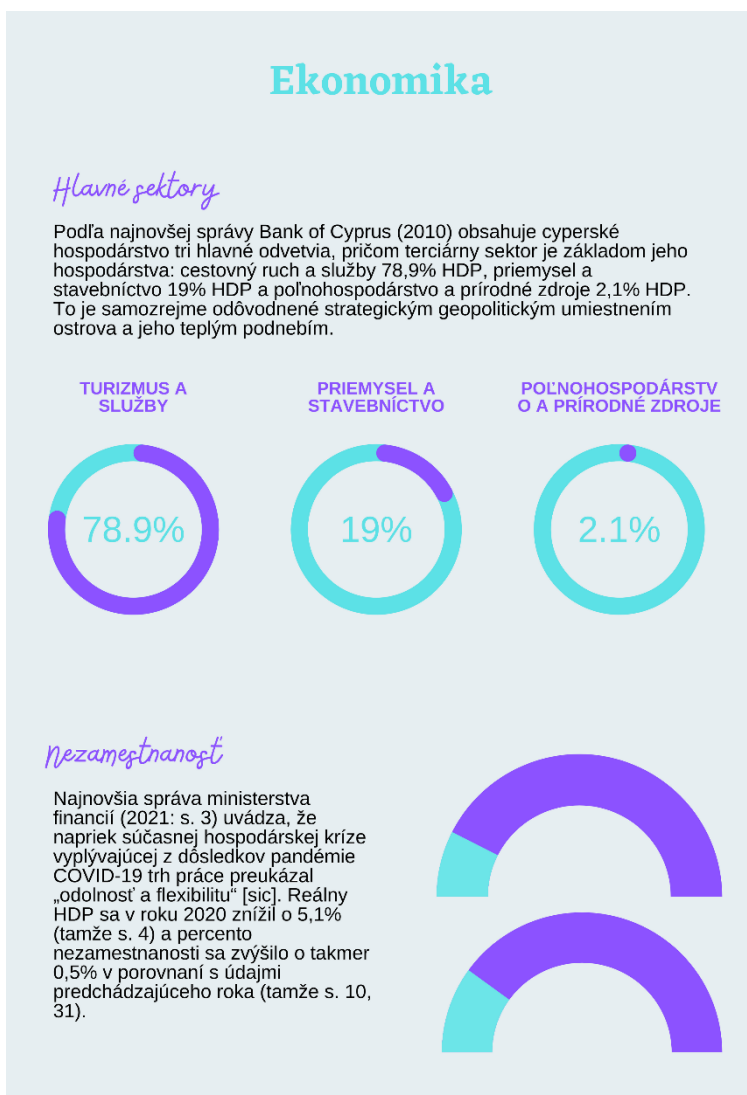 Ekonomika
Hlavné sektory
Podľa najnovšej správy Bank of Cyprus (2010) obsahuje cyperské
hospodárstvo tri hlavné odvetvia, pričom terciárny sektor je základom jeho
hospodárstva: cestovný ruch a služby 78,9% HDP, priemysel a
stavebníctvo 19% HDP a poľnohospodárstvo a prírodné zdroje 2,1% HDP.
To je samozrejme odôvodnené strategickým geopolitickým umiestnením
ostrova a jeho teplým podnebím.
TURIZMUS A
SLUŽBY
78.9%
PRIEMYSEL A
STAVEBNÍCTVO
19%
POĽNOHOSPODÁRSTV
O A PRÍRODNÉ ZDROJE
2.1%
Nezamestnanosť
Najnovšia správa ministerstva
financií (2021: s. 3) uvádza, že
napriek súčasnej hospodárskej kríze
vyplývajúcej z dôsledkov pandémie
COVID-19 trh práce preukázal
„odolnosť a flexibilitu“ [sic]. Reálny
HDP sa v roku 2020 znížil o 5,1%
(tamže s. 4) a percento
nezamestnanosti sa zvýšilo o takmer
0,5% v porovnaní s údajmi
predchádzajúceho roka (tamže s. 10,
31).